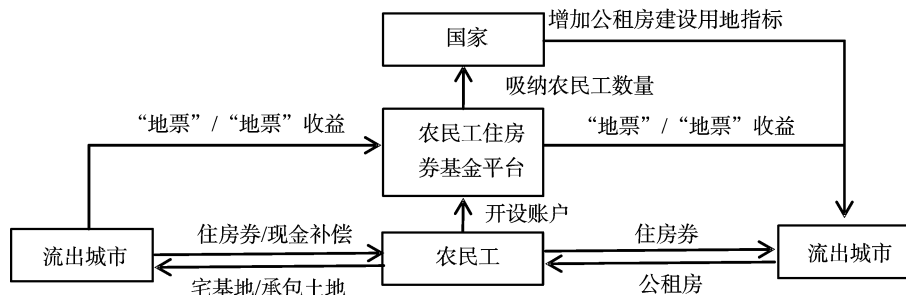 增加公租房建设用地指标
国家
吸纳农民工数量
“地票”/“地票”收益
农民工住房
券基金平台
“地票”/“地票”收益
开设账户
流出城市
住房券/现金补偿
农民工
住房券
流出城市
宅基地/承包土地
公租房